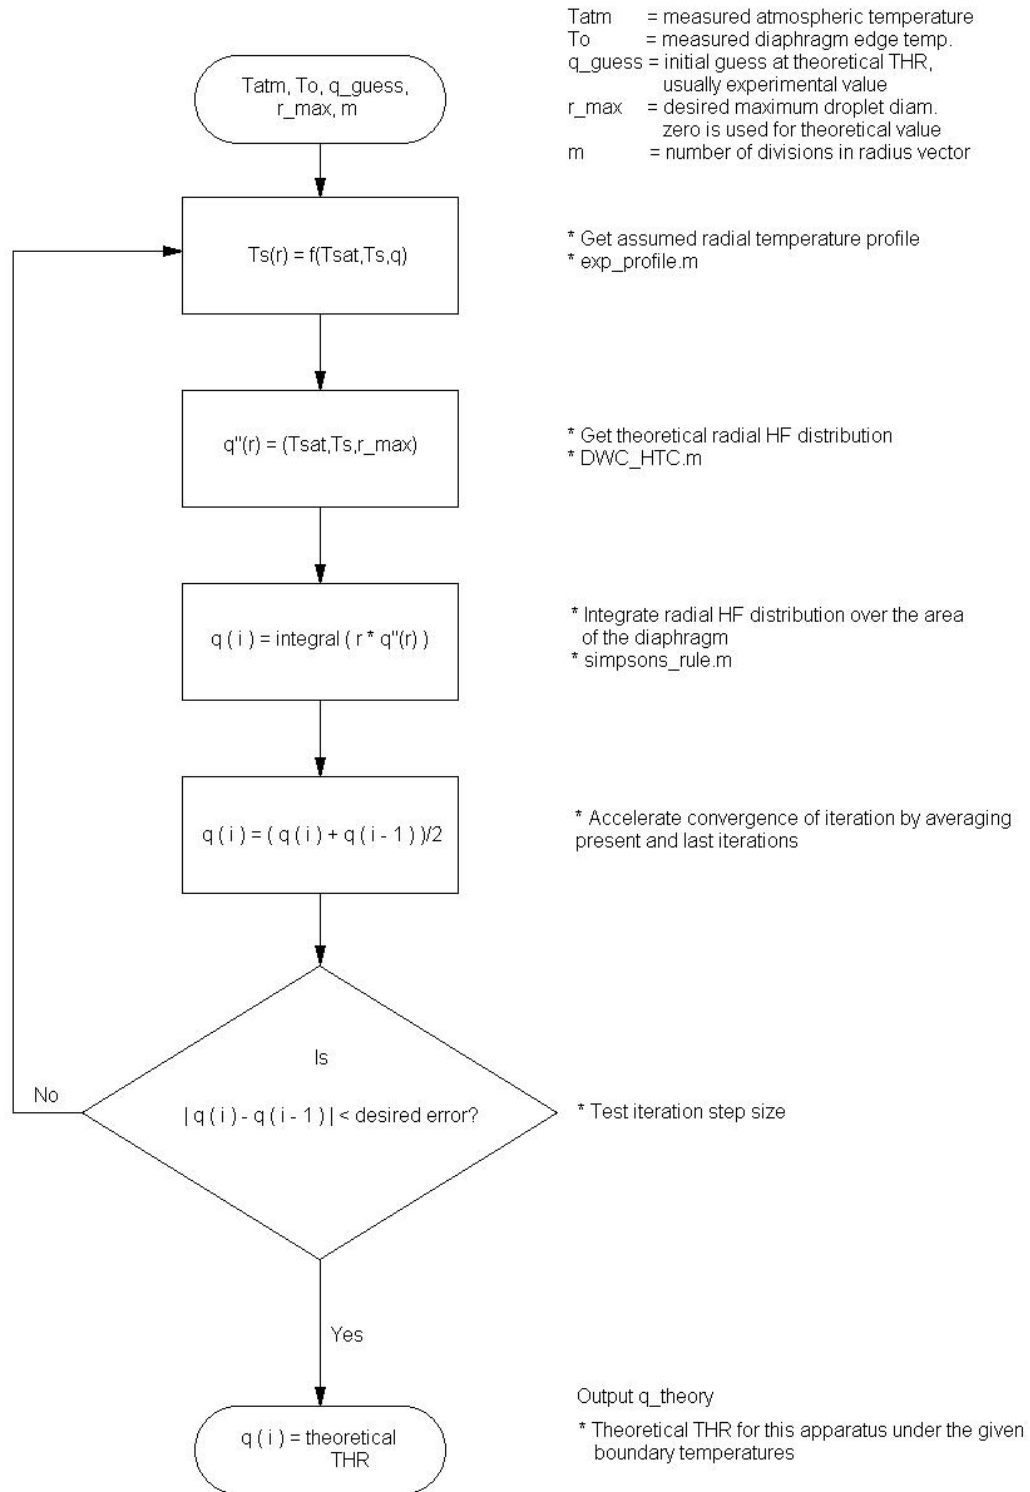 Tatm = measured atmospheric temperature
To = measured diaphragm edge temp.
q_guess = initial guess at theoretical THR,
usually experimental value
r_max = desired maximum droplet diam.
zero is used for theoretical value
m = number of divisions in radius vector
Tatm, To, q_guess,
r_max, m
Ts(r) = f(Tsat,Ts,q)
* Get assumed radial temperature profile
* exp_profile.m
q"(r) = (Tsat,Ts,r_max)
* Get theoretical radial HF distribution
* DWC_HTC.m
q ( i ) = integral ( r * q"(r) )
* Integrate radial HF distribution over the area
of the diaphragm
* simpsons_rule.m
q ( i ) = ( q ( i ) + q ( i - 1 ) )/2
* Accelerate convergence of iteration by averaging
present and last iterations
Is
| q ( i ) - q ( i - 1 ) | < desired error?
No
* Test iteration step size
Yes
q ( i ) = theoretical
THR
Output q_theory
* Theoretical THR for this apparatus under the given
boundary temperatures